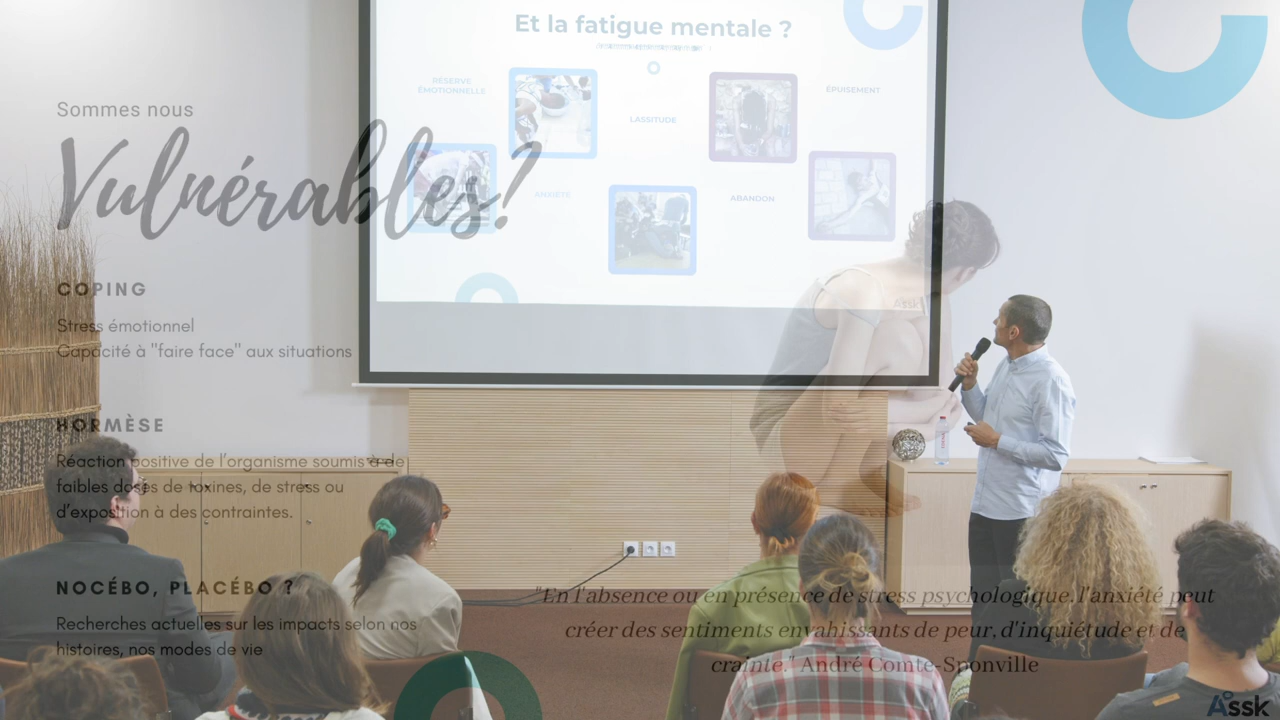 Et la fatigue mentale ?
RÉSERVE
ÉMOTIONNELLS
ÉPUISEMENT
LASSITUDE
ANXIÉTÉ
ABANDON
Sommes nous
Vulnérables?
COPING
Stress émotionnel
Capacité à "faire face" aux situations
HORMÈSE
Réaction positive de l'organisme soumis à de
faibles doses de toxines, de stress ou
d'exposition à des contraintes.
NOCÉBO, PLACÉBO ?
Recherches actuelles sur les impacts selon nos
histoires, nos modes de vie
"En l'absence ou en présence de stress psychologique, l'anxiété peut
créer des sentiments envahissants de peur, d'inquiétude et de
crainte." André Comte-Sponville
Assk